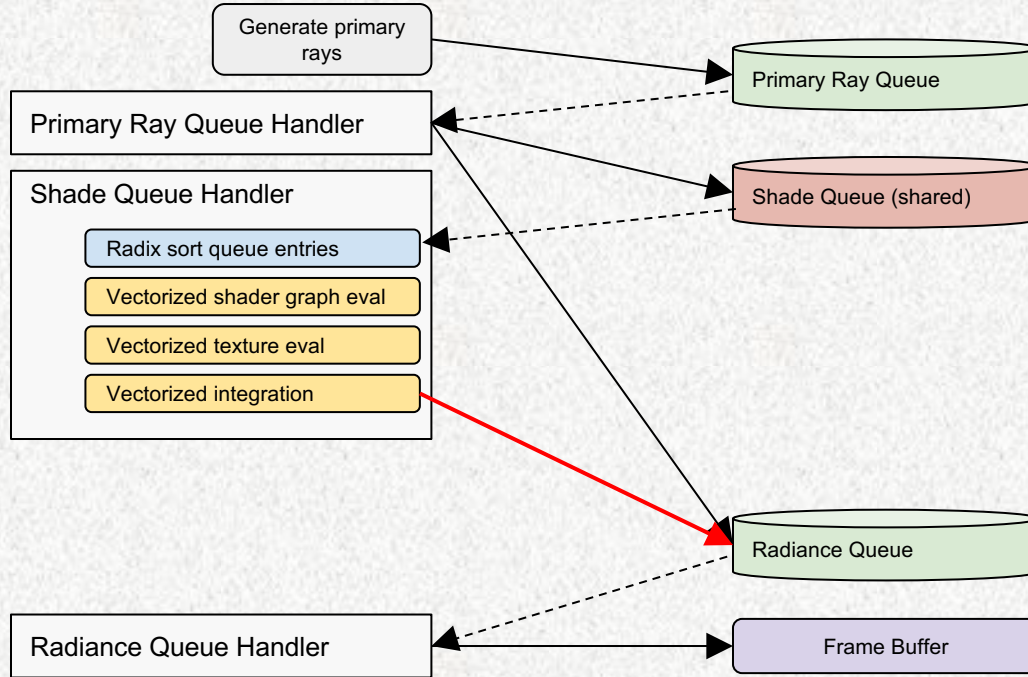 Generate primary
rays
Primary Ray Queue
Primary Ray Queue Handler
Shade Queue Handler
Shade Queue (shared)
Radix sort queue entries
Vectorized shader graph eval
Vectorized texture eval
Vectorized integration
Radiance Queue
Radiance Queue Handler
Frame Buffer